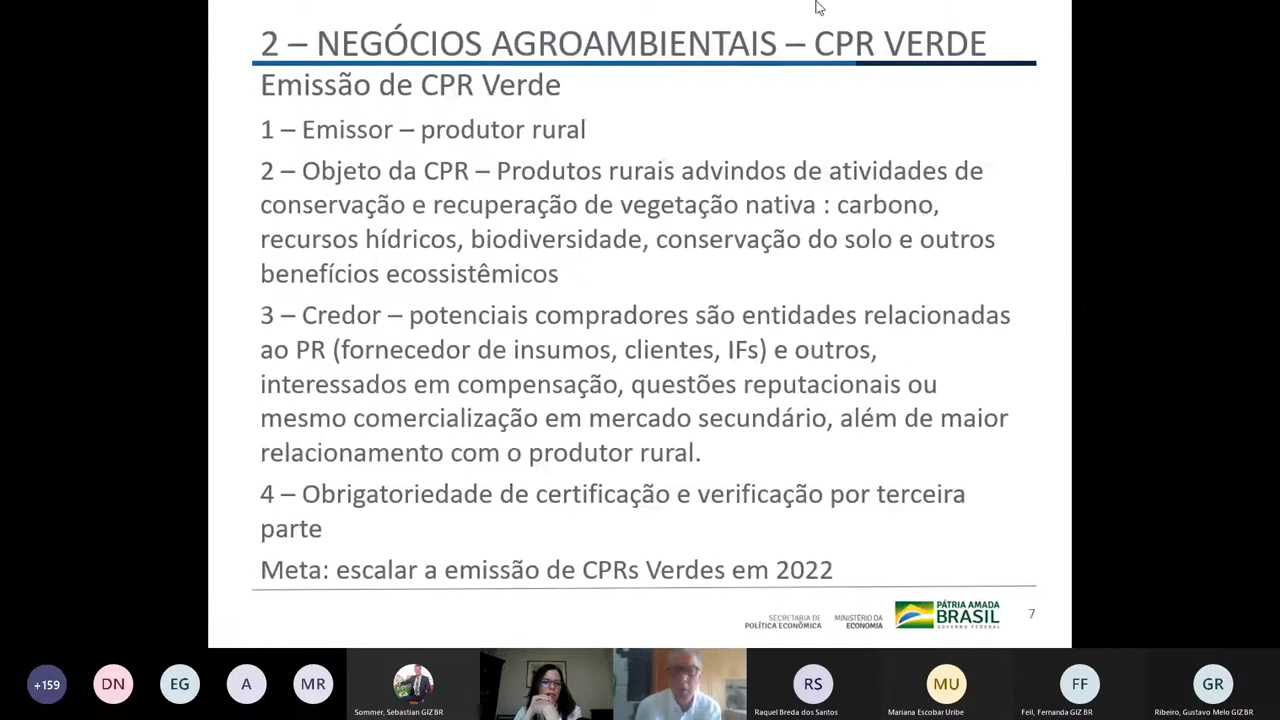 2 – NEGÓCIOS AGROAMBIENTAIS – CPR VERDE
Emissão de CPR Verde
1 – Emissor – produtor rural
2 – Objeto da CPR – Produtos rurais advindos de atividades de
conservação e recuperação de vegetação nativa : carbono,
recursos hídricos, biodiversidade, conservação do solo e outros
benefícios ecossistêmicos
3 – Credor – potenciais compradores são entidades relacionadas
ao PR (fornecedor de insumos, clientes, IFs) e outros,
interessados em compensação, questões reputacionais ou
mesmo comercialização em mercado secundário, além de maior
relacionamento com o produtor rural.
4 – Obrigatoriedade de certificação e verificação por terceira
parte
Meta: escalar a emissão de CPRs Verdes em 2022
SECRETARIA DE
POLÍTICA ECONÔMICA
MINISTÉRIO DA
ECONOMIA
PÁTRIA AMADA
BRASIL
GOVERNO FEDERAL
7
+159
DN
EG
A
MR
Sommer, Sebastian GIZ BR
RS
Raquel Breda dos Santos
MU
Mariana Escobar Uribe
FF
Feil, Fernanda GIZ BR
GR
Ribeiro, Gustavo Melo GIZ BR